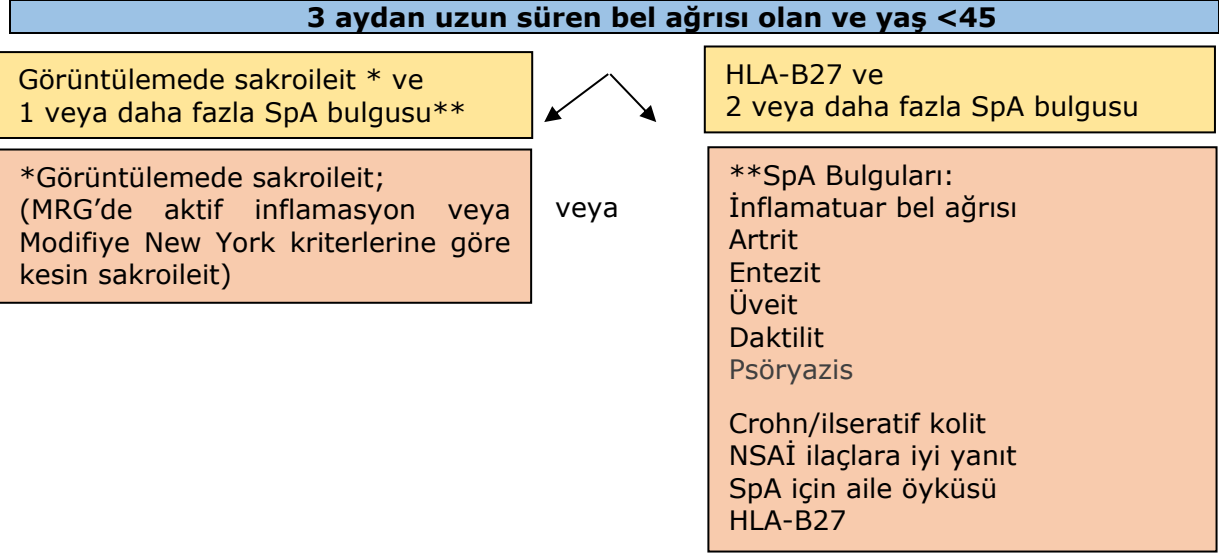 3 aydan uzun süren bel ağrısı olan ve yaş <45
Görüntülemede sakroileit * ve
1 veya daha fazla SpA bulgusu**
HLA-B27 ve
2 veya daha fazla SpA bulgusu
*Görüntülemede sakroileit;
(MRG’de aktif inflamasyon veya
Modifiye New York kriterlerine göre
kesin sakroileit)
veya
**SpA Bulguları:
İnflamatuar bel ağrısı
Artrit
Entezit
Üveit
Daktilit
Psöryazis
Crohn/ilseratif kolit
NSAİ ilaçlara iyi yanıt
SpA için aile öyküsü
HLA-B27